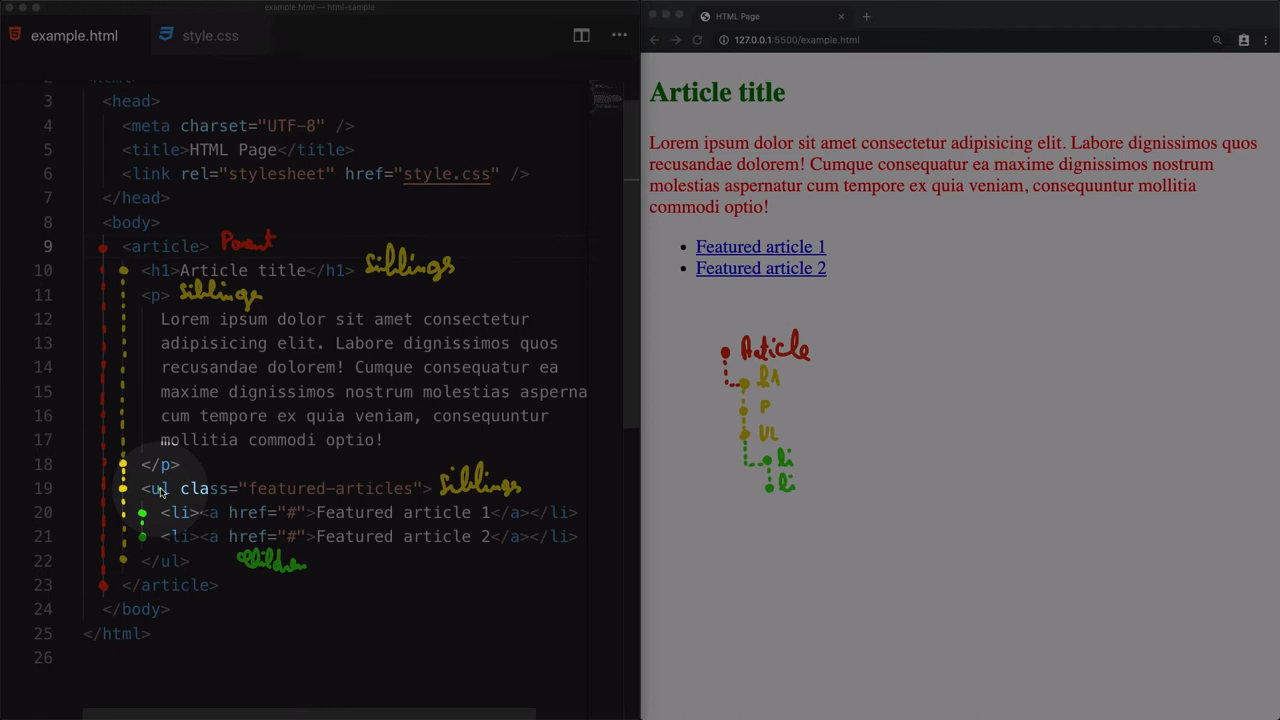 example.html — html-sample
example.html
style.css
HTML Page
127.0.0.1:5500/example.html
2 <html>
3 <head>
4 <meta charset="UTF-8" />
5 <title>HTML Page</title>
6 <link rel="stylesheet" href="style.css" />
7 </head>
8 <body>
9 <article> Parent
10 <h1>Article title</h1> siblings
11 <p> siblings
12 Lorem ipsum dolor sit amet consectetur
13 adipisicing elit. Labore dignissimos quos
14 recusandae dolorem! Cumque consequatur ea
15 maxime dignissimos nostrum molestias asperna
16 cum tempore ex quia veniam, consequuntur
17 mollitia commodi optio!
18 </p>
19 <ul class="featured-articles"> siblings
20 <li><a href="#">Featured article 1</a></li>
21 <li><a href="#">Featured article 2</a></li>
22 </ul> Children
23 </article>
24 </body>
25 </html>
26
Article title
Lorem ipsum dolor sit amet consectetur adipisicing elit. Labore dignissimos quos
recusandae dolorem! Cumque consequatur ea maxime dignissimos nostrum
molestias aspernatur cum tempore ex quia veniam, consequuntur mollitia
commodi optio!
Featured article 1
Featured article 2
Article
h1
P
UL
li
li